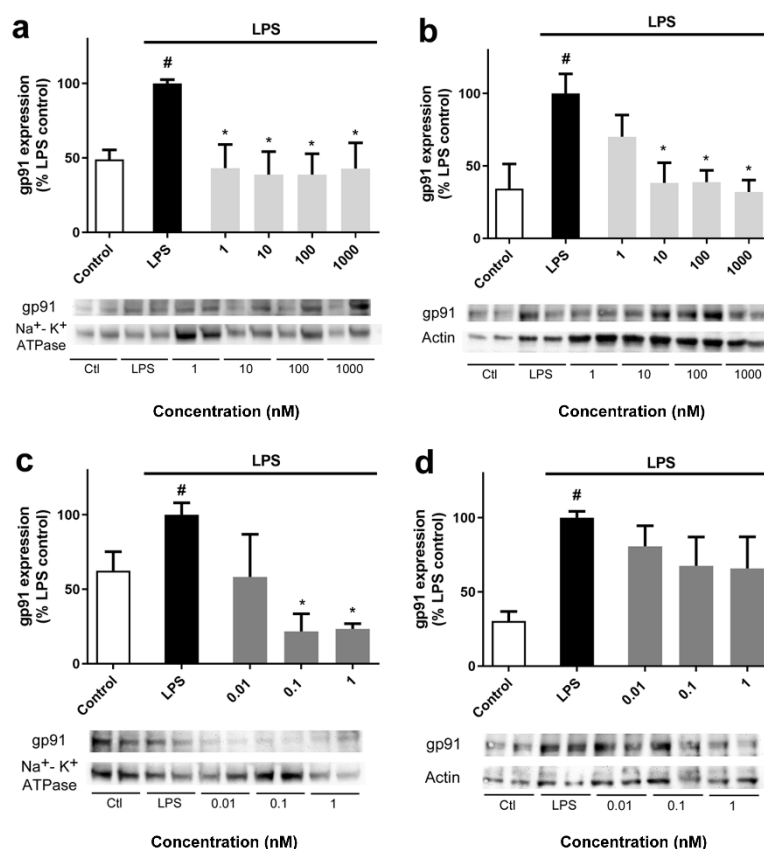 a
LPS
gp91 expression
(% LPS control)
100
50
0
#
*
*
*
*
Control
LPS
1
10
100
1000
gp91
Na⁺- K⁺
ATPase
Ctl
LPS
1
10
100
1000
Concentration (nM)
b
LPS
gp91 expression
(% LPS control)
100
50
0
#
*
*
*
Control
LPS
1
10
100
1000
gp91
Actin
Ctl
LPS
1
10
100
1000
Concentration (nM)
c
LPS
gp91 expression
(% LPS control)
100
50
0
#
*
*
Control
LPS
0.01
0.1
1
gp91
Na⁺- K⁺
ATPase
Ctl
LPS
0.01
0.1
1
Concentration (nM)
d
LPS
gp91 expression
(% LPS control)
100
50
0
#
Control
LPS
0.01
0.1
1
gp91
Actin
Ctl
LPS
0.01
0.1
1
Concentration (nM)